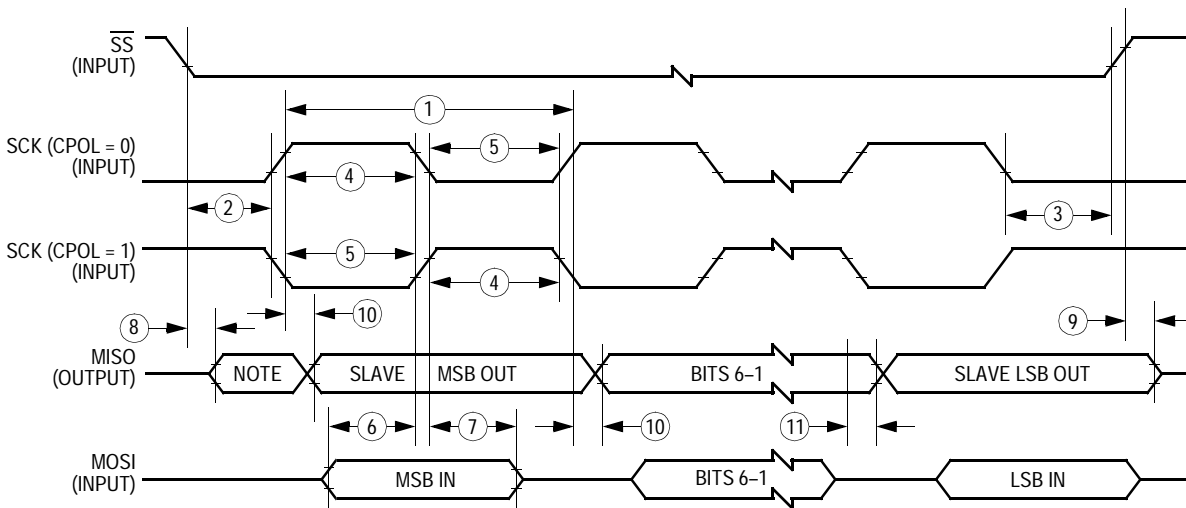 SS
(INPUT)
1
SCK (CPOL = 0)
(INPUT)
5
4
2
3
SCK (CPOL = 1)
(INPUT)
5
4
8
10
9
MISO
(OUTPUT)
NOTE
SLAVE MSB OUT
BITS 6–1
SLAVE LSB OUT
6
7
10
11
MOSI
(INPUT)
MSB IN
BITS 6–1
LSB IN